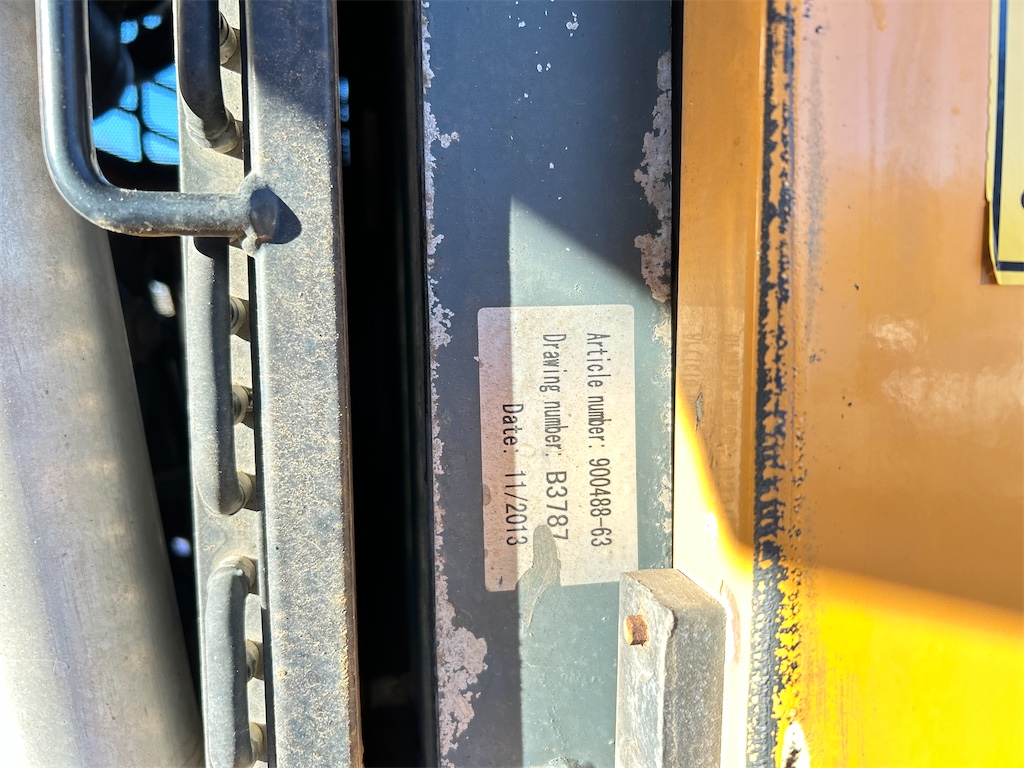 Article number: 900488-63
Drawing number: B3787
Date: 11/2013